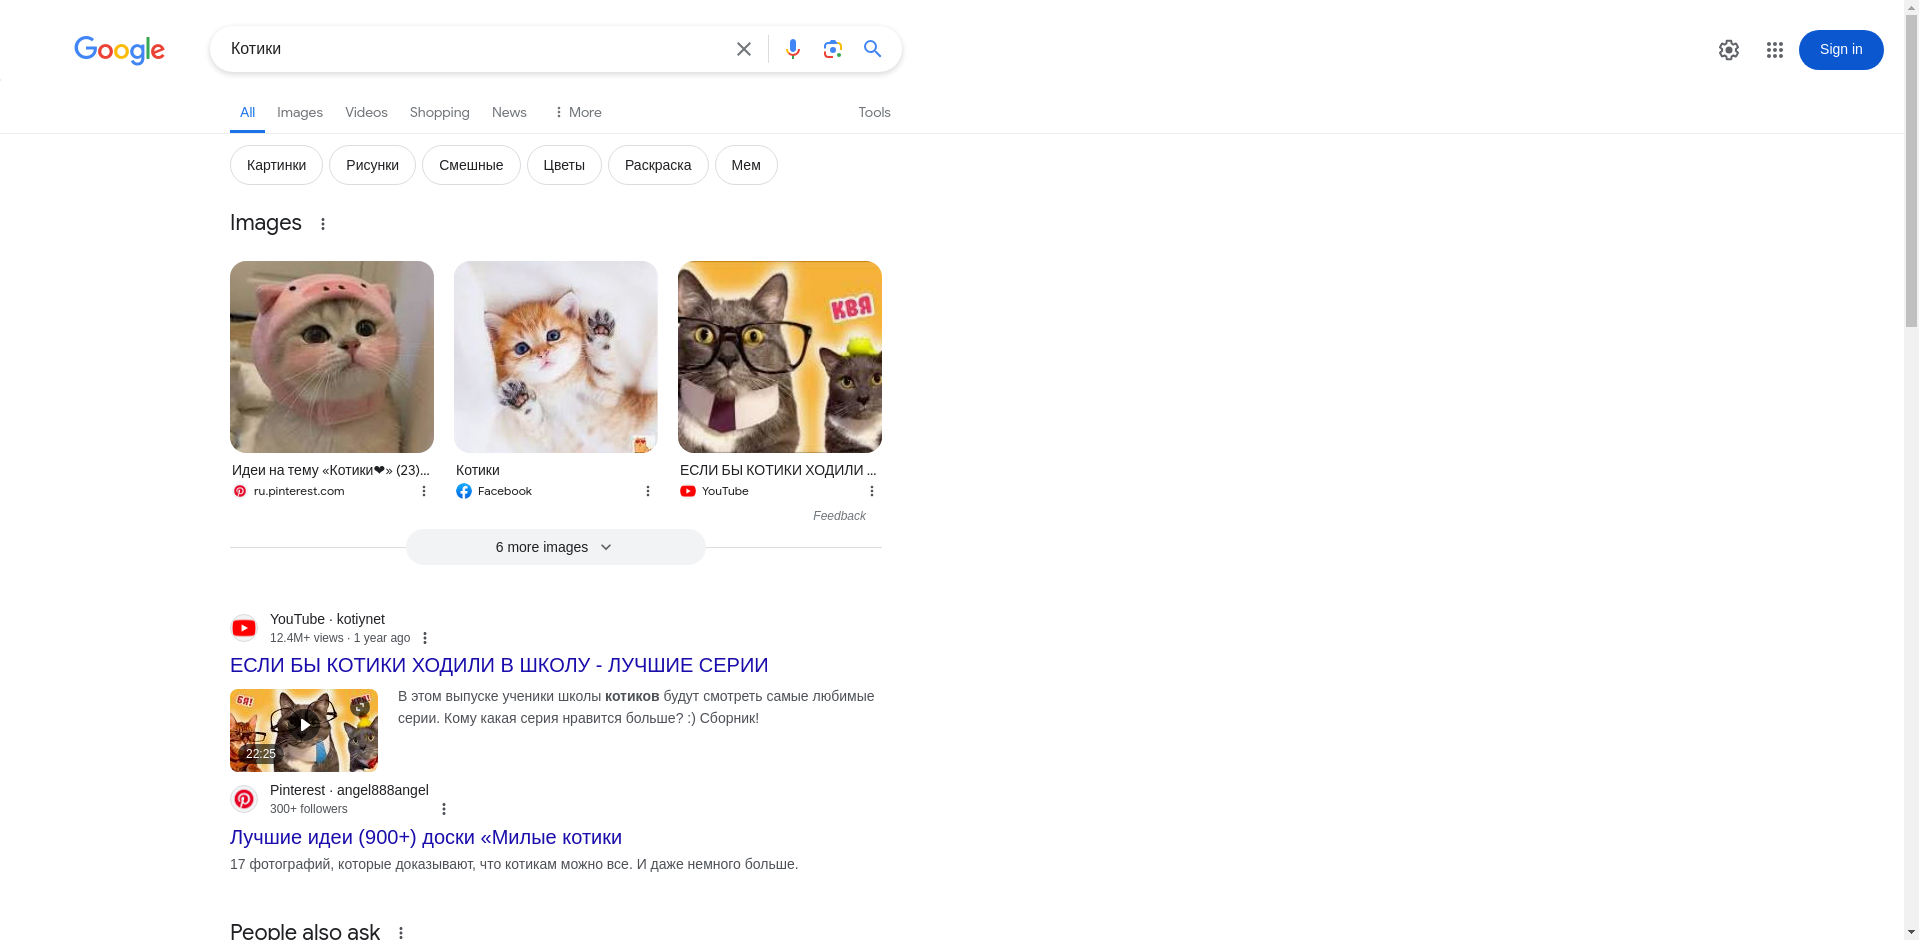 Google
Котики
Sign in
All Images Videos Shopping News More Tools
Картинки Рисунки Смешные Цветы Раскраска Мем
Images
КВЯ
Идеи на тему «Котики❤» (23)...
ru.pinterest.com
Котики
Facebook
ЕСЛИ БЫ КОТИКИ ХОДИЛИ ...
YouTube
Feedback
6 more images
YouTube · kotiynet
12.4M+ views · 1 year ago
ЕСЛИ БЫ КОТИКИ ХОДИЛИ В ШКОЛУ - ЛУЧШИЕ СЕРИИ
БЯ!
22:25
В этом выпуске ученики школы котиков будут смотреть самые любимые
серии. Кому какая серия нравится больше? :) Сборник!
Pinterest · angel888angel
300+ followers
Лучшие идеи (900+) доски «Милые котики
17 фотографий, которые доказывают, что котикам можно все. И даже немного больше.
People also ask